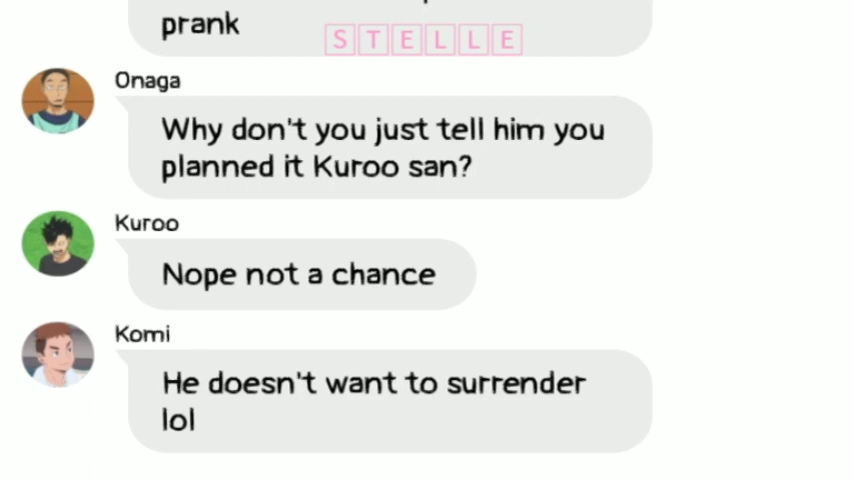 prank
STELLE
Onaga
Why don't you just tell him you
planned it Kuroo san?
Kuroo
Nope not a chance
Komi
He doesn't want to surrender
lol